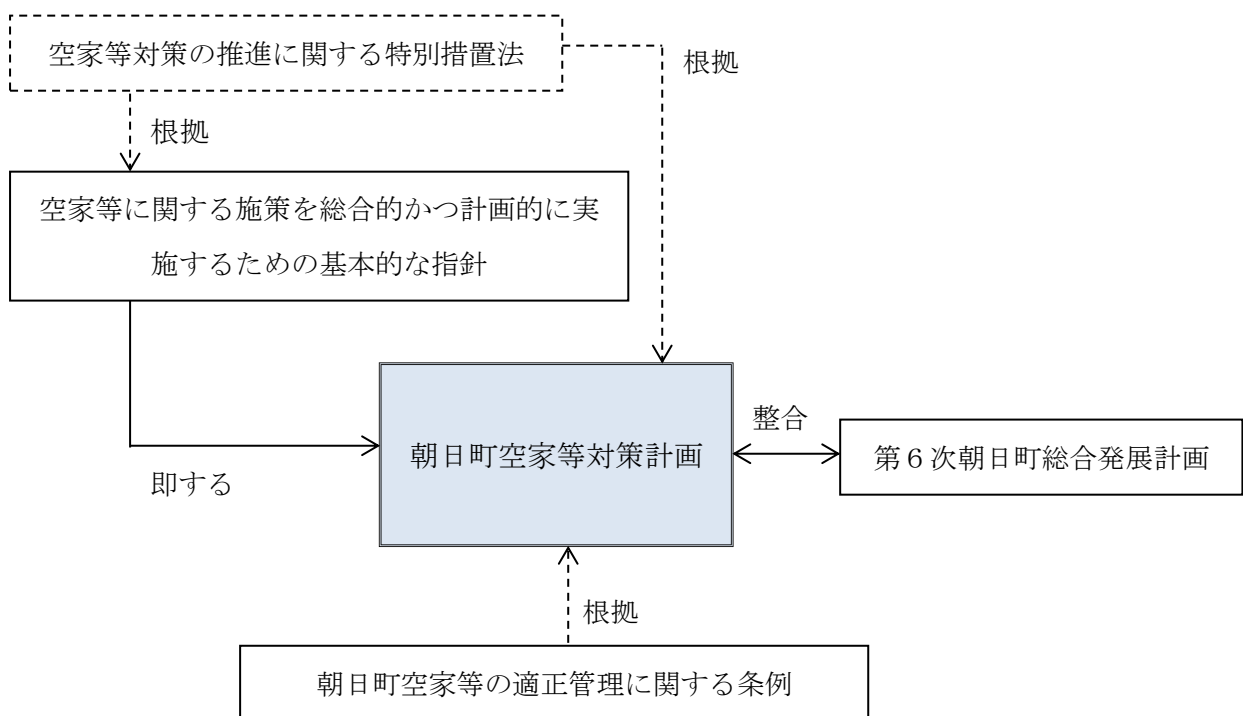 空家等対策の推進に関する特別措置法
根拠
根拠
空家等に関する施策を総合的かつ計画的に実
施するための基本的な指針
朝日町空家等対策計画
整合
第６次朝日町総合発展計画
即する
根拠
朝日町空家等の適正管理に関する条例